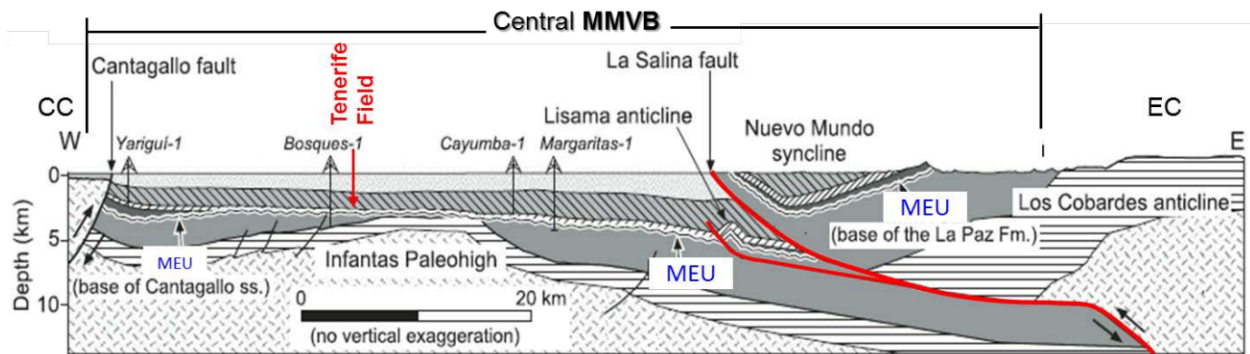 Central MMVB
Cantagallo fault
La Salina fault
CC
Tenerife
Field
Lisama anticline
EC
W
Yariguí-1
Bosques-1
Cayumba-1
Margaritas-1
Nuevo Mundo
syncline
E
0
5
10
Depth (km)
MEU
(base of Cantagallo ss.)
Infantas Paleohigh
MEU
MEU
(base of the La Paz Fm.)
Los Cobardes anticline
0
20 km
(no vertical exaggeration)